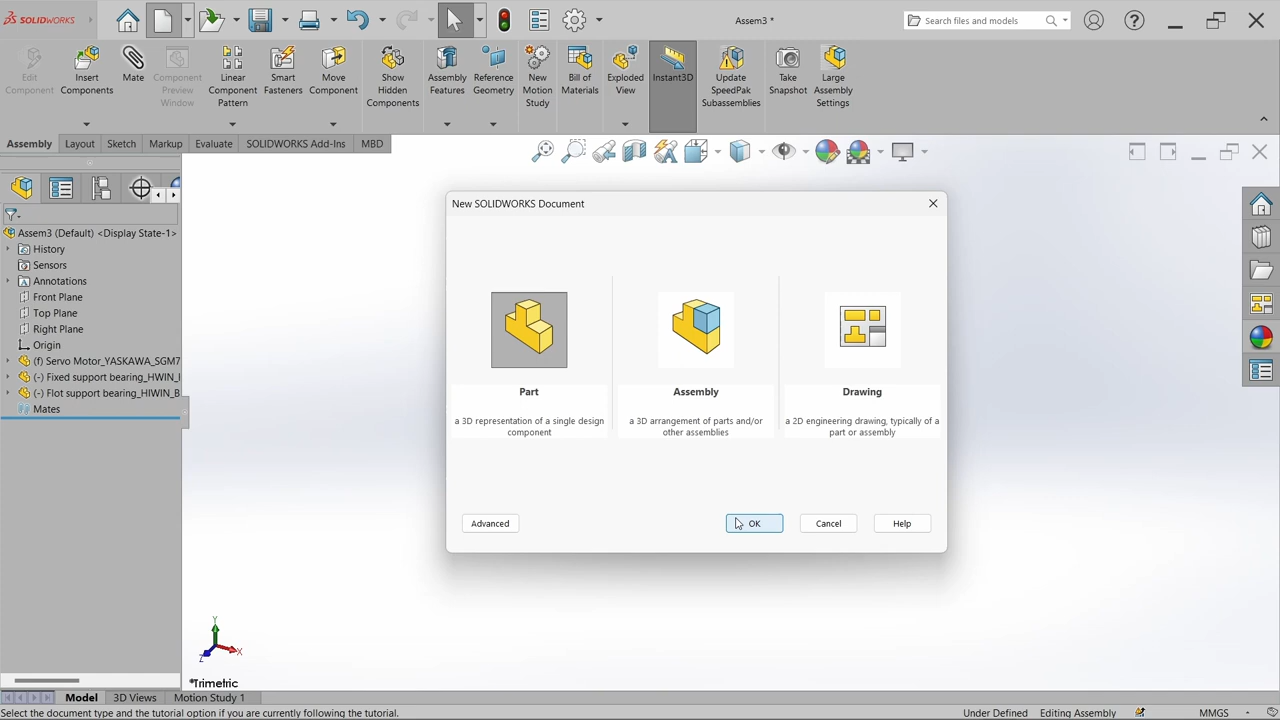 SOLIDWORKS
Assem3 *
Search files and models
Edit Component
Insert Components
Mate
Component Preview Window
Linear Component Pattern
Smart Fasteners
Move Component
Show Hidden Components
Assembly Features
Reference Geometry
New Motion Study
Bill of Materials
Exploded View
Instant3D
Update SpeedPak Subassemblies
Take Snapshot
Large Assembly Settings
Assembly
Layout
Sketch
Markup
Evaluate
SOLIDWORKS Add-Ins
MBD
Assem3 (Default) <Display State-1>
History
Sensors
Annotations
Front Plane
Top Plane
Right Plane
Origin
(f) Servo Motor_YASKAWA_SGM7
(-) Fixed support bearing_HWIN_
(-) Flot support bearing_HIWIN_B
Mates
New SOLIDWORKS Document
Part
a 3D representation of a single design
component
Assembly
a 3D arrangement of parts and/or
other assemblies
Drawing
a 2D engineering drawing, typically of a
part or assembly
Advanced
OK
Cancel
Help
Y
X
Z
*Trimetric
Model
3D Views
Motion Study 1
Select the document type and the tutorial option if you are currently following the tutorial.
Under Defined
Editing Assembly
MMGS